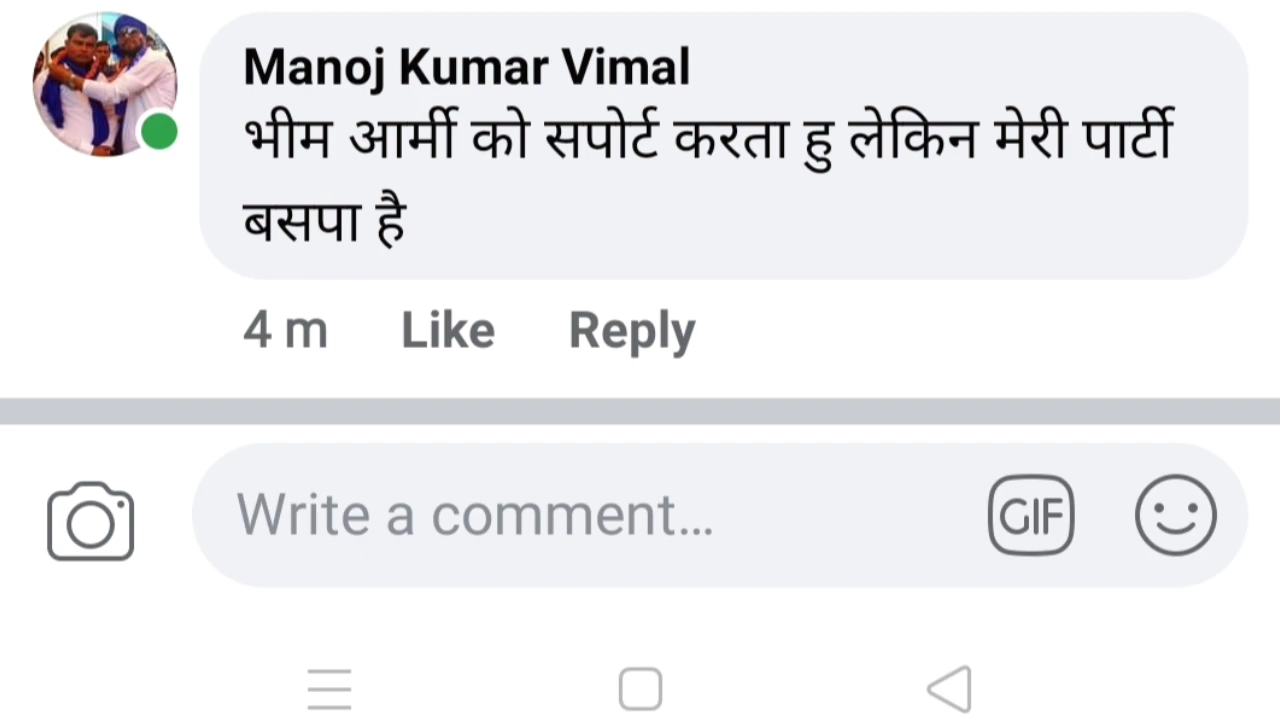 Manoj Kumar Vimal
भीम आर्मी को सपोर्ट करता हु लेकिन मेरी पार्टी
बसपा है
4 m Like Reply
Write a comment...
GIF